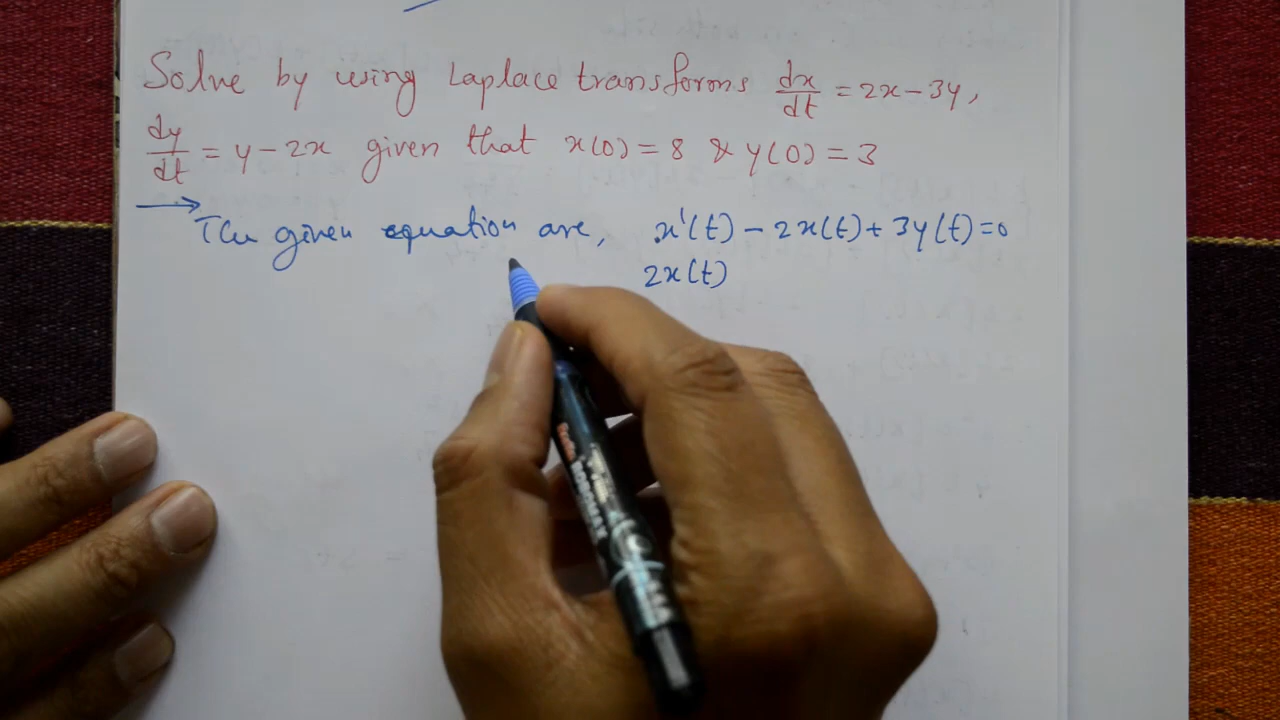 Solve by using Laplace transforms dx/dt = 2x - 3y,
dy/dt = y - 2x given that x(0) = 8 & y(0) = 3
→ The given equation are, x'(t) - 2x(t) + 3y(t) = 0
2x(t)